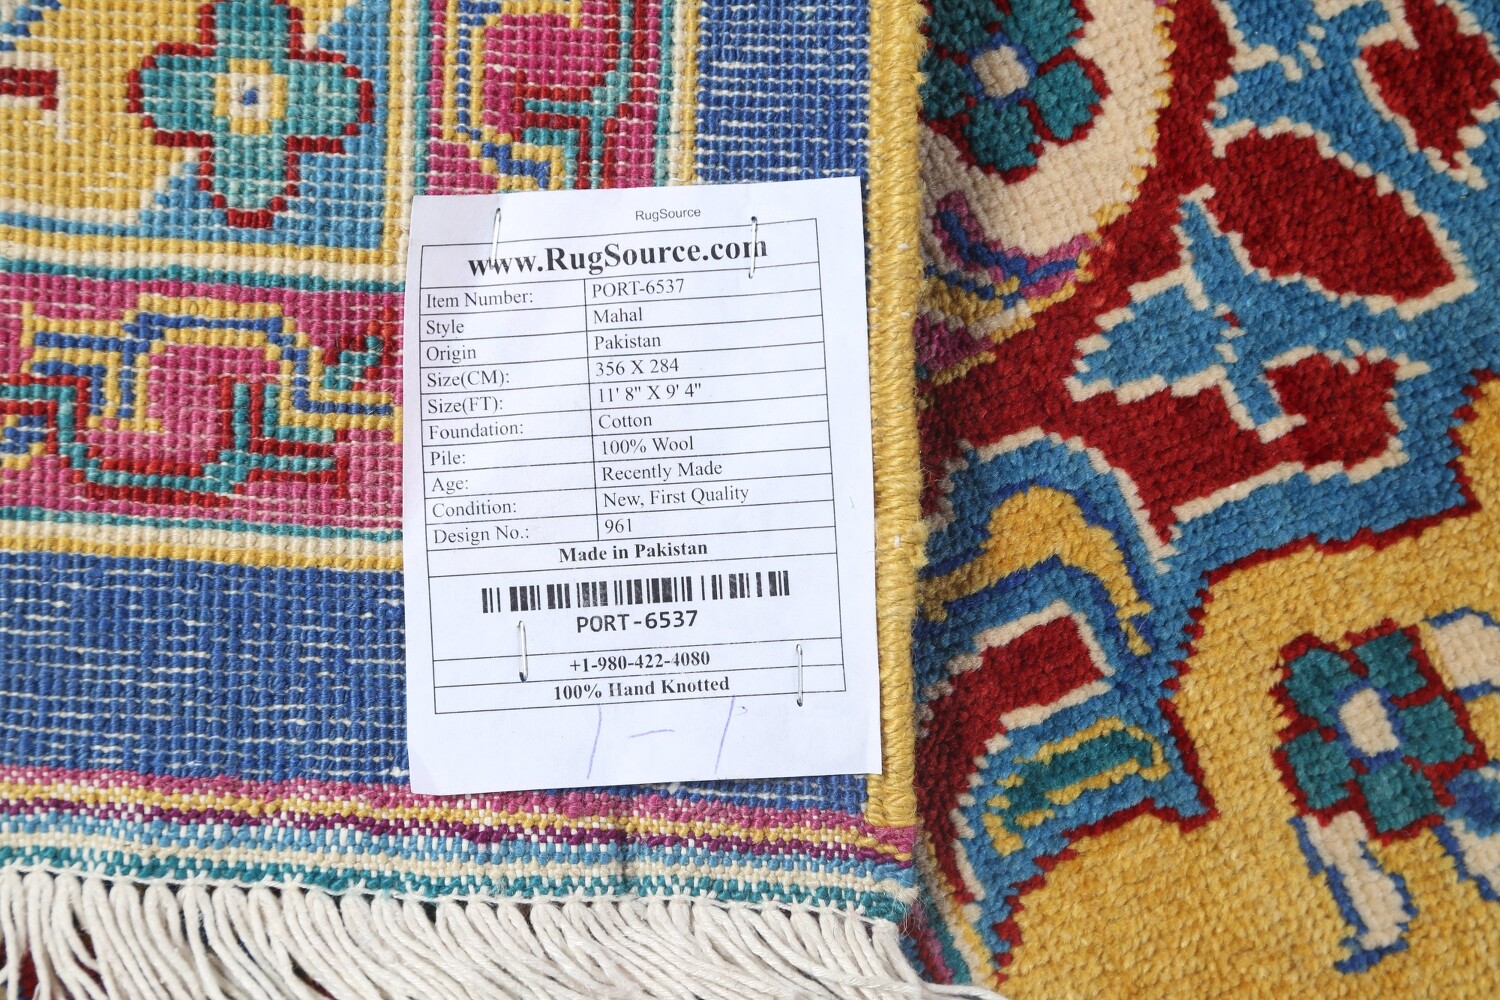 RugSource
www.RugSource.com
Item Number: PORT-6537
Style Mahal
Origin Pakistan
Size(CM): 356 X 284
Size(FT): 11' 8" X 9' 4"
Foundation: Cotton
Pile: 100% Wool
Age: Recently Made
Condition: New, First Quality
Design No.: 961
Made in Pakistan
PORT-6537
+1-980-422-4080
100% Hand Knotted